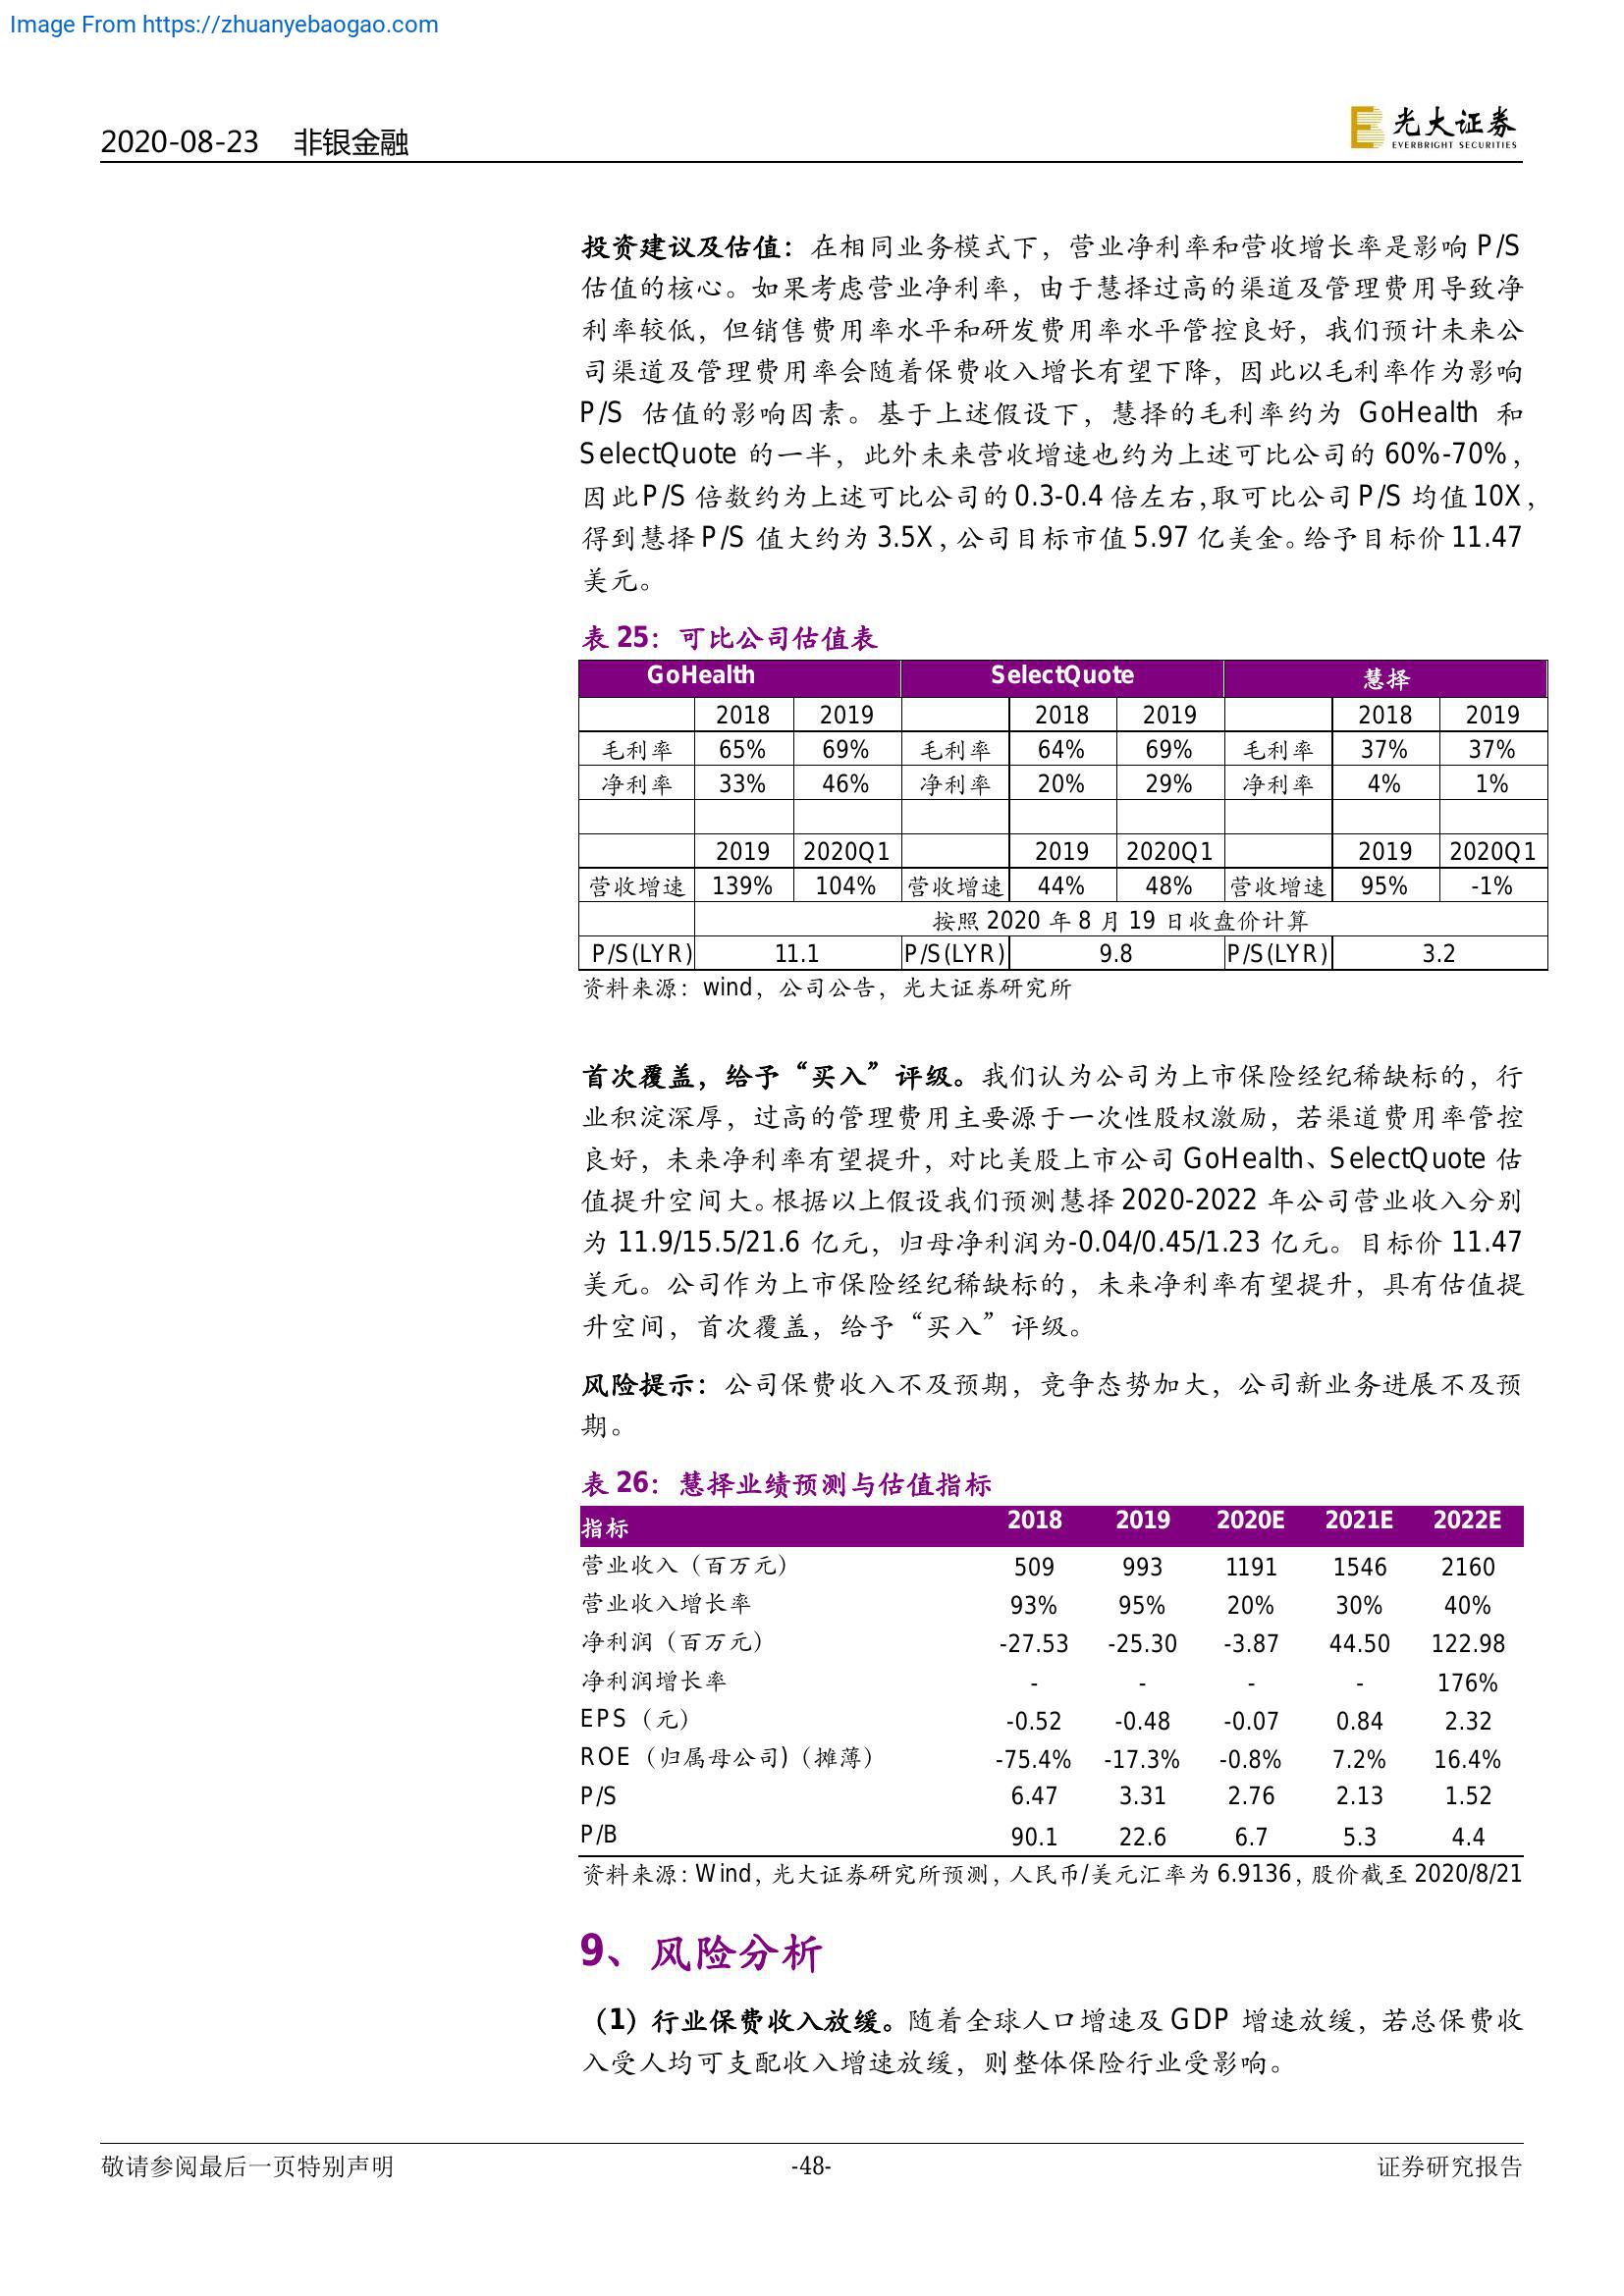 Image From https://zhuanyebaogao.com
2020-08-23 非银金融
光大证券
EVERBRIGHT SECURITIES
投资建议及估值：在相同业务模式下，营业净利率和营收增长率是影响 P/S
估值的核心。如果考虑营业净利率，由于慧择过高的渠道及管理费用导致净
利率较低，但销售费用率水平和研发费用率水平管控良好，我们预计未来公
司渠道及管理费用率会随着保费收入增长有望下降，因此以毛利率作为影响
P/S 估值的影响因素。基于上述假设下，慧择的毛利率约为 GoHealth 和
SelectQuote 的一半，此外未来营收增速也约为上述可比公司的 60%-70%，
因此 P/S 倍数约为上述可比公司的 0.3-0.4 倍左右，取可比公司 P/S 均值 10X，
得到慧择 P/S 值大约为 3.5X，公司目标市值 5.97 亿美金。给予目标价 11.47
美元。
表 25：可比公司估值表
GoHealth SelectQuote 慧择
2018 2019 2018 2019 2018 2019
毛利率 65% 69% 毛利率 64% 69% 毛利率 37% 37%
净利率 33% 46% 净利率 20% 29% 净利率 4% 1%
2019 2020Q1 2019 2020Q1 2019 2020Q1
营收增速 139% 104% 营收增速 44% 48% 营收增速 95% -1%
按照 2020 年 8 月 19 日收盘价计算
P/S(LYR) 11.1 P/S(LYR) 9.8 P/S(LYR) 3.2
资料来源：wind，公司公告，光大证券研究所
首次覆盖，给予“买入”评级。我们认为公司为上市保险经纪稀缺标的，行
业积淀深厚，过高的管理费用主要源于一次性股权激励，若渠道费用率管控
良好，未来净利率有望提升，对比美股上市公司 GoHealth、SelectQuote 估
值提升空间大。根据以上假设我们预测慧择 2020-2022 年公司营业收入分别
为 11.9/15.5/21.6 亿元，归母净利润为-0.04/0.45/1.23 亿元。目标价 11.47
美元。公司作为上市保险经纪稀缺标的，未来净利率有望提升，具有估值提
升空间，首次覆盖，给予“买入”评级。
风险提示：公司保费收入不及预期，竞争态势加大，公司新业务进展不及预
期。
表 26：慧择业绩预测与估值指标
指标 2018 2019 2020E 2021E 2022E
营业收入（百万元） 509 993 1191 1546 2160
营业收入增长率 93% 95% 20% 30% 40%
净利润（百万元） -27.53 -25.30 -3.87 44.50 122.98
净利润增长率 - - - - 176%
EPS（元） -0.52 -0.48 -0.07 0.84 2.32
ROE（归属母公司)（摊薄） -75.4% -17.3% -0.8% 7.2% 16.4%
P/S 6.47 3.31 2.76 2.13 1.52
P/B 90.1 22.6 6.7 5.3 4.4
资料来源：Wind，光大证券研究所预测，人民币/美元汇率为 6.9136，股价截至 2020/8/21
9、风险分析
（1）行业保费收入放缓。随着全球人口增速及 GDP 增速放缓，若总保费收
入受人均可支配收入增速放缓，则整体保险行业受影响。
敬请参阅最后一页特别声明 -48- 证券研究报告